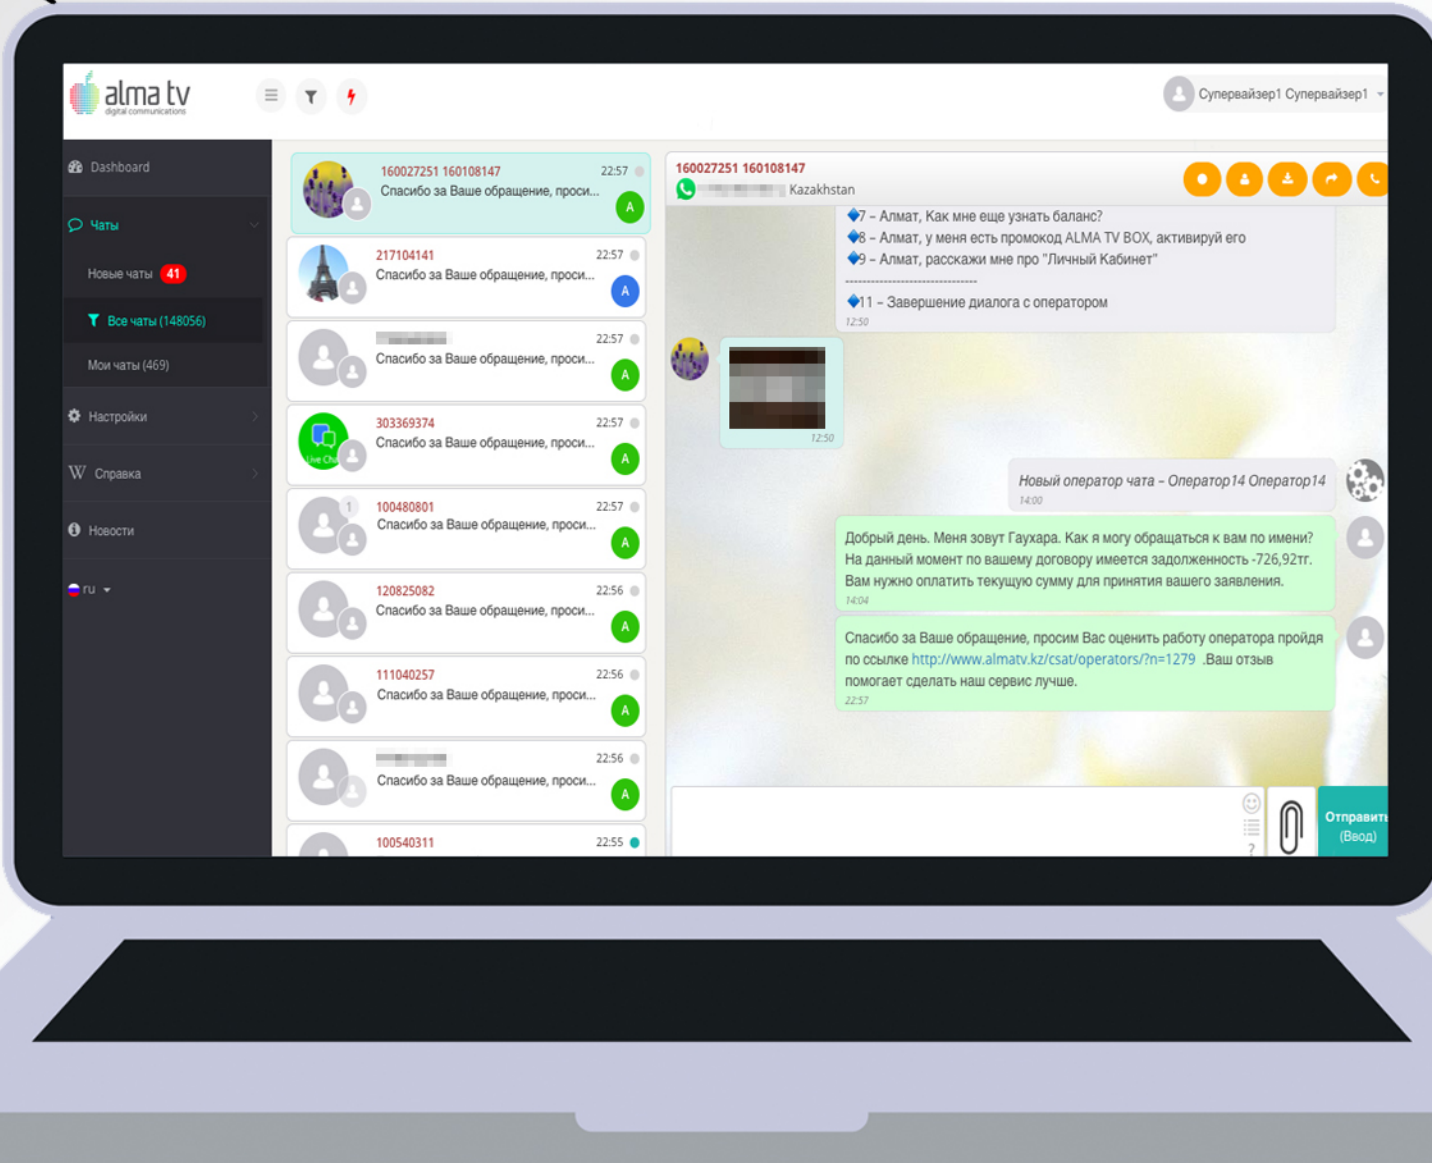 alma tv
digital communications
Супервайзер1 Супервайзер1
Dashboard
Чаты
Новые чаты 41
Все чаты (148056)
Мои чаты (469)
Настройки
Справка
Новости
ru
160027251 160108147 22:57
Спасибо за Ваше обращение, проси...
A
217104141 22:57
Спасибо за Ваше обращение, проси...
A
22:57
Спасибо за Ваше обращение, проси...
A
303369374 22:57
Спасибо за Ваше обращение, проси...
Live Cha
A
1
100480801 22:57
Спасибо за Ваше обращение, проси...
A
120825082 22:56
Спасибо за Ваше обращение, проси...
A
111040257 22:56
Спасибо за Ваше обращение, проси...
A
22:56
Спасибо за Ваше обращение, проси...
A
100540311 22:55
160027251 160108147
Kazakhstan
7 – Алмат, Как мне еще узнать баланс?
8 – Алмат, у меня есть промокод ALMA TV BOX, активируй его
9 – Алмат, расскажи мне про "Личный Кабинет"
--------------------------------
11 – Завершение диалога с оператором
12:50
12:50
Новый оператор чата – Оператор14 Оператор14
14:00
Добрый день. Меня зовут Гаухара. Как я могу обращаться к вам по имени?
На данный момент по вашему договору имеется задолженность -726,92тг.
Вам нужно оплатить текущую сумму для принятия вашего заявления.
14:04
Спасибо за Ваше обращение, просим Вас оценить работу оператора пройдя
по ссылке http://www.almatv.kz/csat/operators/?n=1279 .Ваш отзыв
помогает сделать наш сервис лучше.
22:57
?
Отправить
(Ввод)